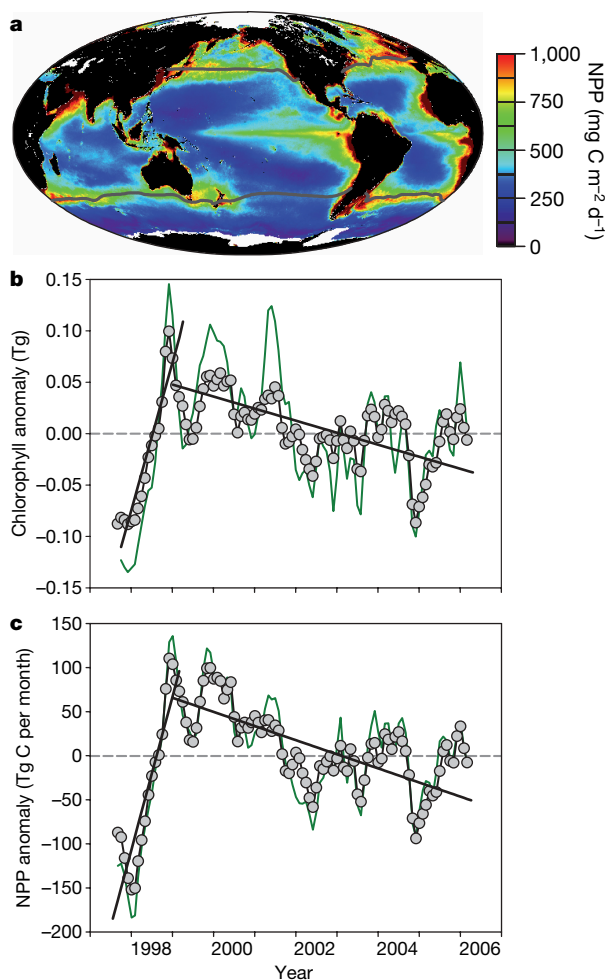 a
1,000
750
500
250
0
NPP (mg C m⁻² d⁻¹)
b
0.15
0.10
0.05
0.00
−0.05
−0.10
−0.15
Chlorophyll anomaly (Tg)
c
150
100
50
0
−50
−100
−150
−200
NPP anomaly (Tg C per month)
1998 2000 2002 2004 2006
Year